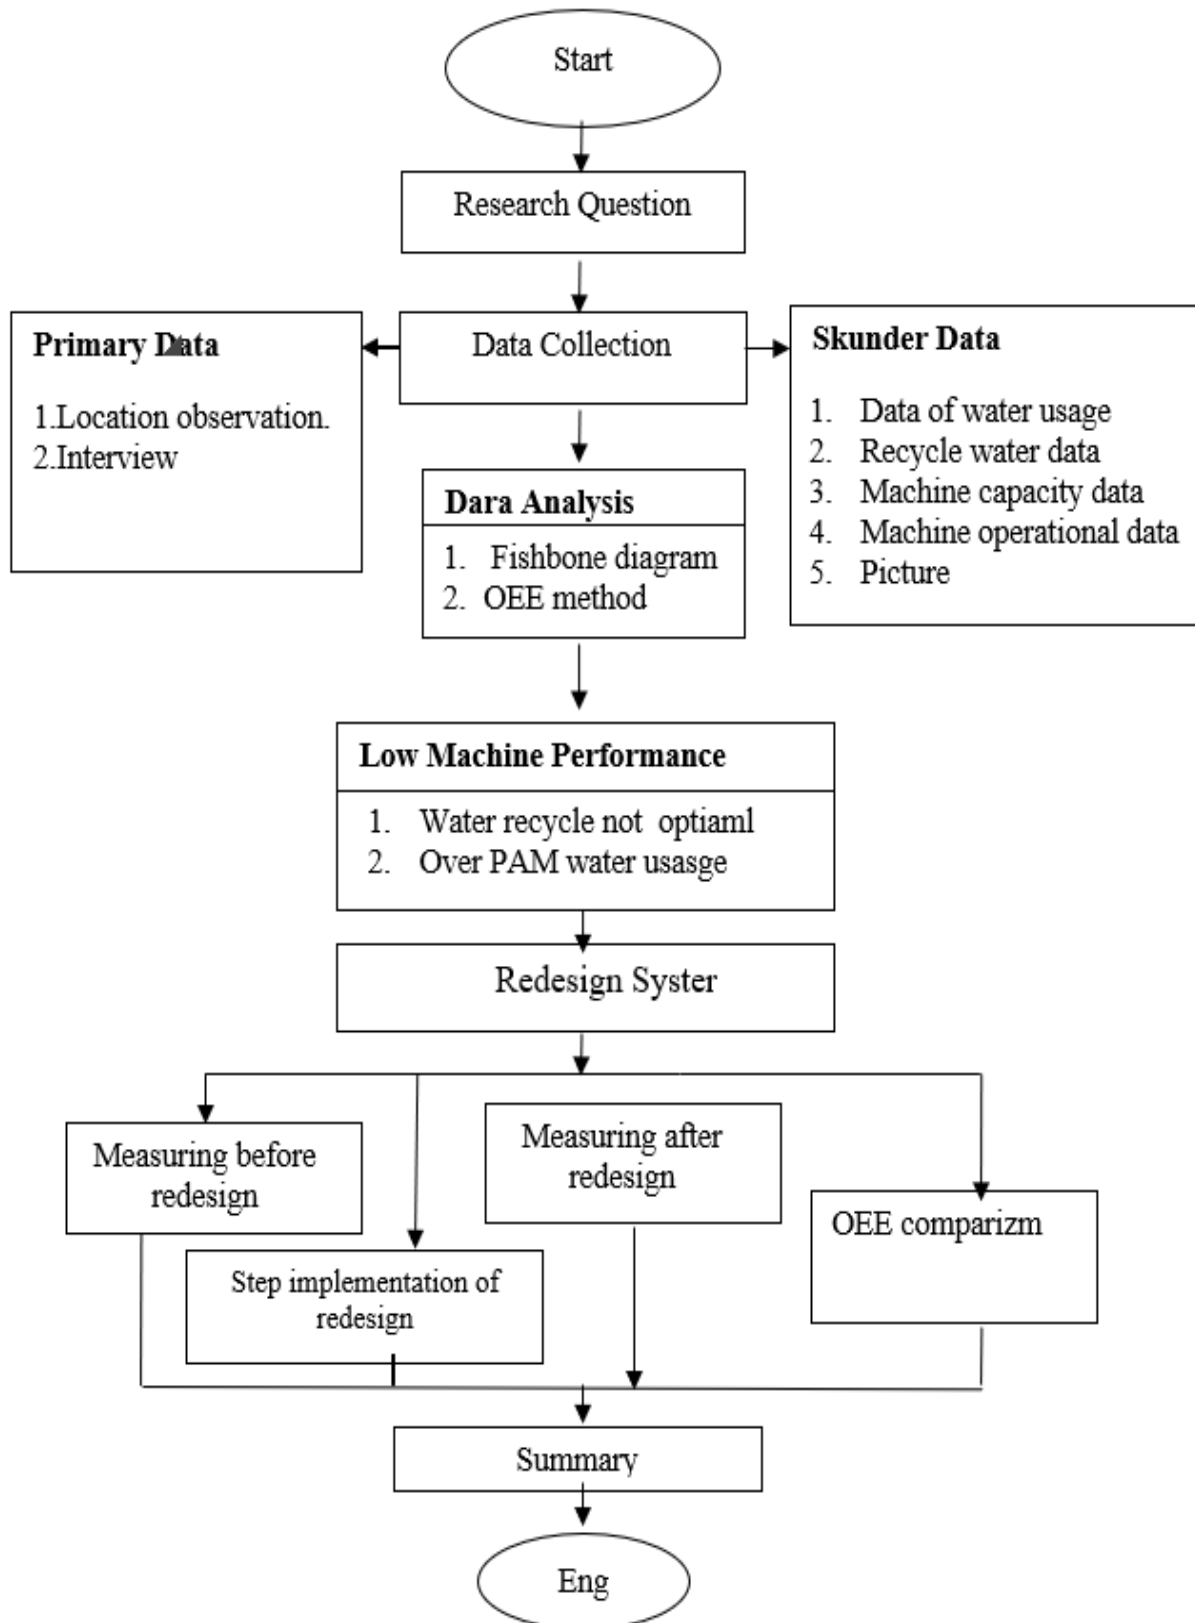 Start
Research Question
Primary Data
1.Location observation.
2.Interview
Data Collection
Skunder Data
1. Data of water usage
2. Recycle water data
3. Machine capacity data
4. Machine operational data
5. Picture
Dara Analysis
1. Fishbone diagram
2. OEE method
Low Machine Performance
1. Water recycle not optiaml
2. Over PAM water usasge
Redesign Syster
Measuring before
redesign
Step implementation of
redesign
Measuring after
redesign
OEE comparizm
Summary
Eng